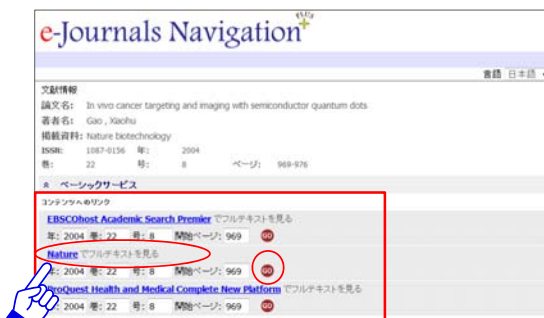 e-Journals Navigation PLUS
言語 日本語
文献情報
論文名: In vivo cancer targeting and imaging with semiconductor quantum dots
著者名: Gao , Xiaohu
掲載資料: Nature biotechnology
ISSN: 1087-0156 年: 2004
巻: 22 号: 8 ページ: 969-976
ベーシックサービス
コンテンツへのリンク
EBSCOhost Academic Search Premier でフルテキストを見る
年: 2004 巻: 22 号: 8 開始ページ: 969 GO
Nature でフルテキストを見る
年: 2004 巻: 22 号: 8 開始ページ: 969 GO
ProQuest Health and Medical Complete New Platform でフルテキストを見る
年: 2004 巻: 22 号: 8 開始ページ: 969 GO